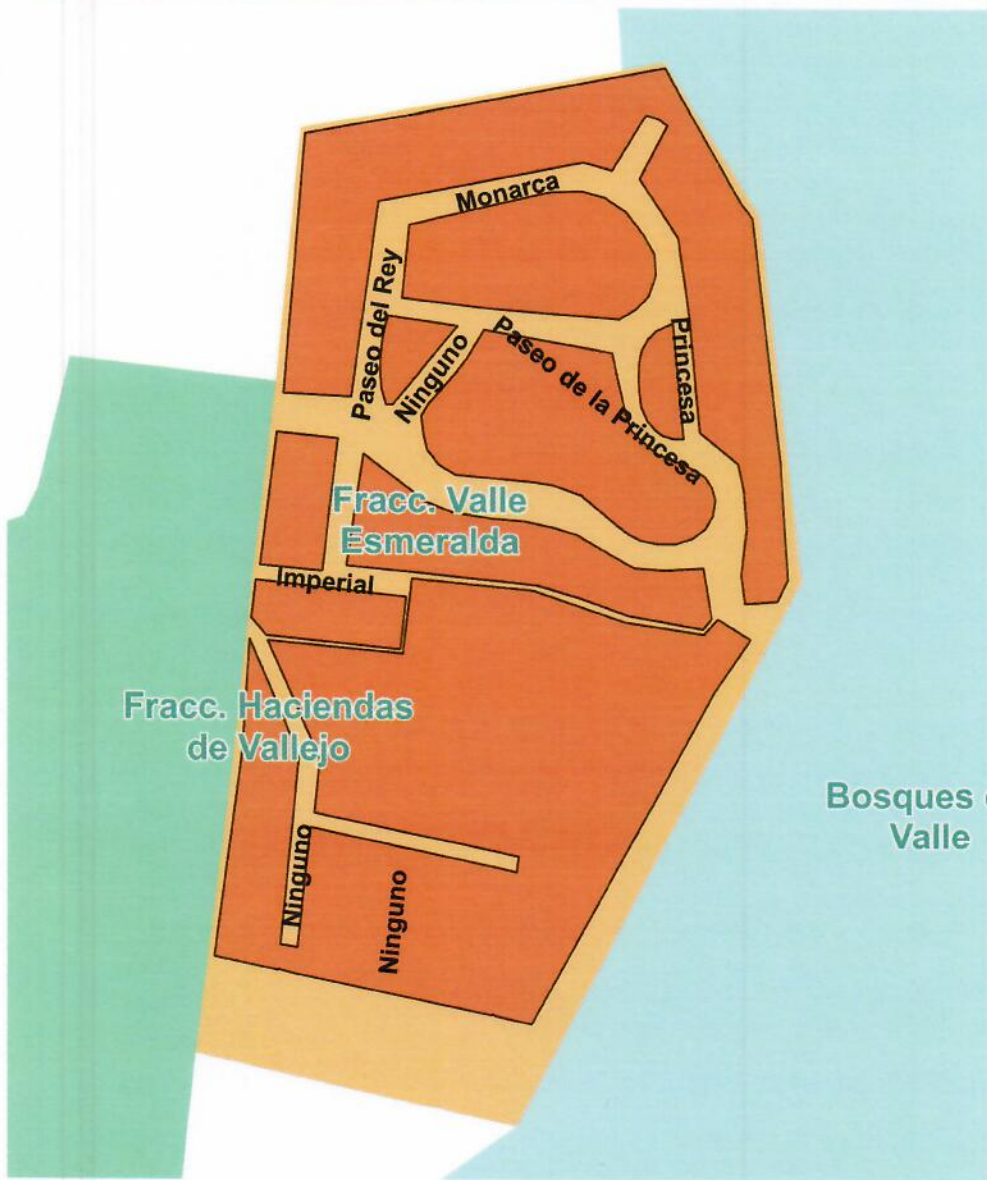 Monarca
Paseo del Rey
Ninguno
Paseo de la Princesa
Princesa
Fracc. Valle
Esmeralda
Imperial
Fracc. Haciendas
de Vallejo
Bosques
Valle
Ninguno
Ninguno